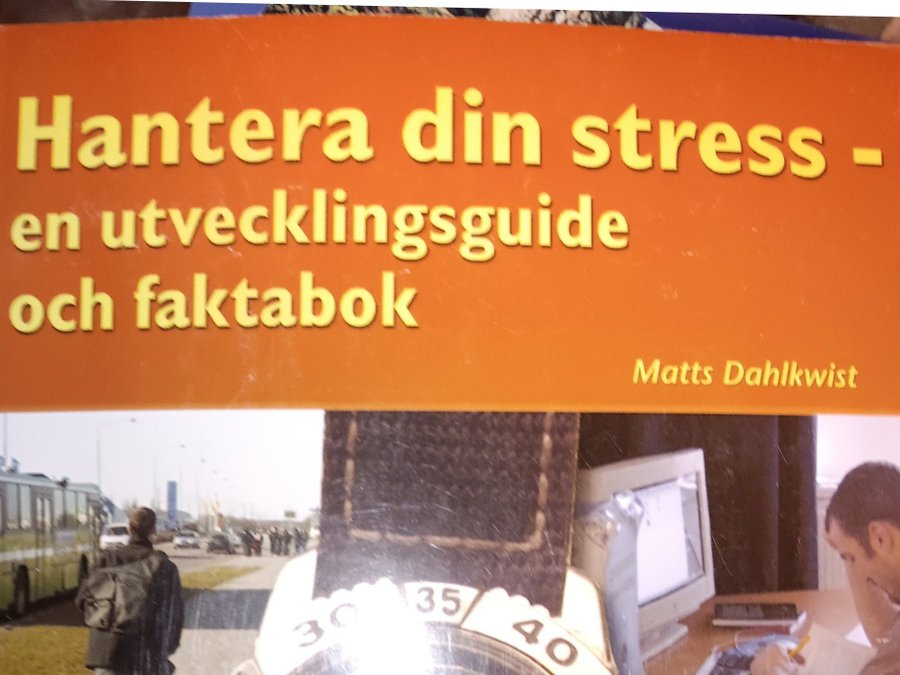 Hantera din stress -
en utvecklingsguide
och faktabok
Matts Dahlkwist
30 35 40